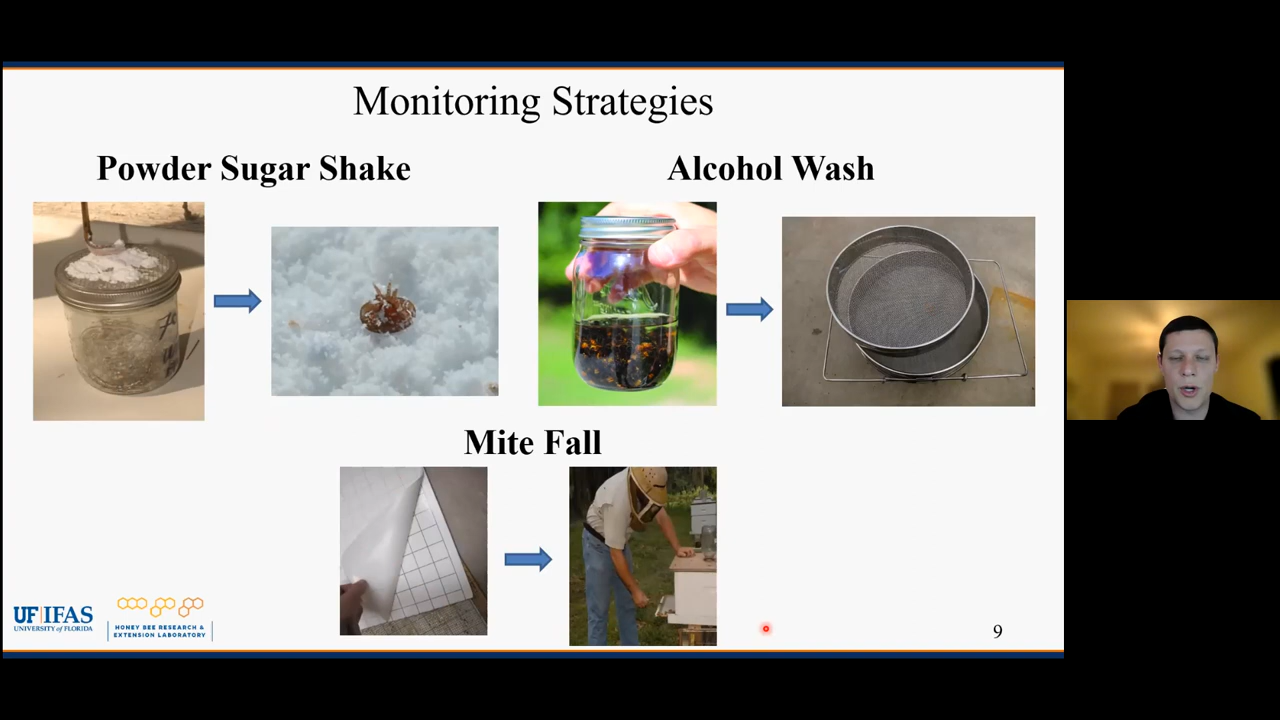 Monitoring Strategies
Powder Sugar Shake
Alcohol Wash
Mite Fall
UF|IFAS
UNIVERSITY of FLORIDA
HONEY BEE RESEARCH &
EXTENSION LABORATORY
9